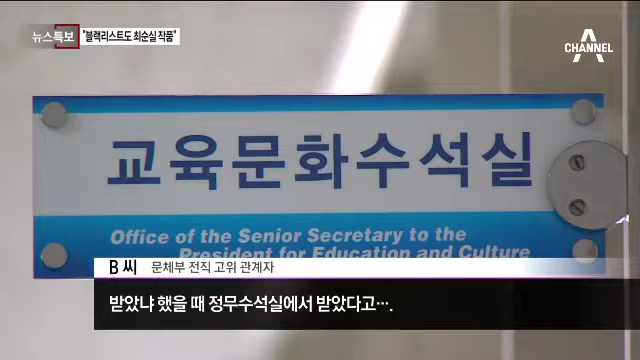 뉴스특보 "블랙리스트도 최순실 작품"
CHANNEL A
교육문화수석실
Office of the Senior Secretary to the
President for Education and Culture
B 씨 문체부 전직 고위 관계자
받았냐 했을 때 정무수석실에서 받았다고….